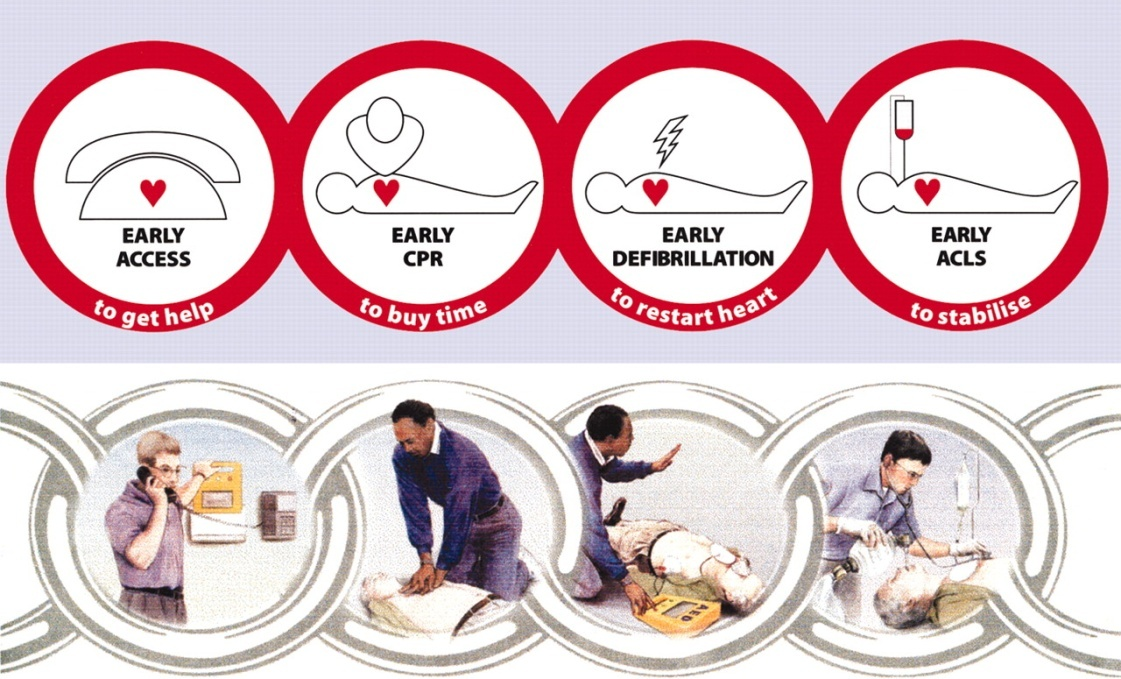 EARLY
ACCESS
to get help
EARLY
CPR
to buy time
EARLY
DEFIBRILLATION
to restart heart
EARLY
ACLS
to stabilise
AED